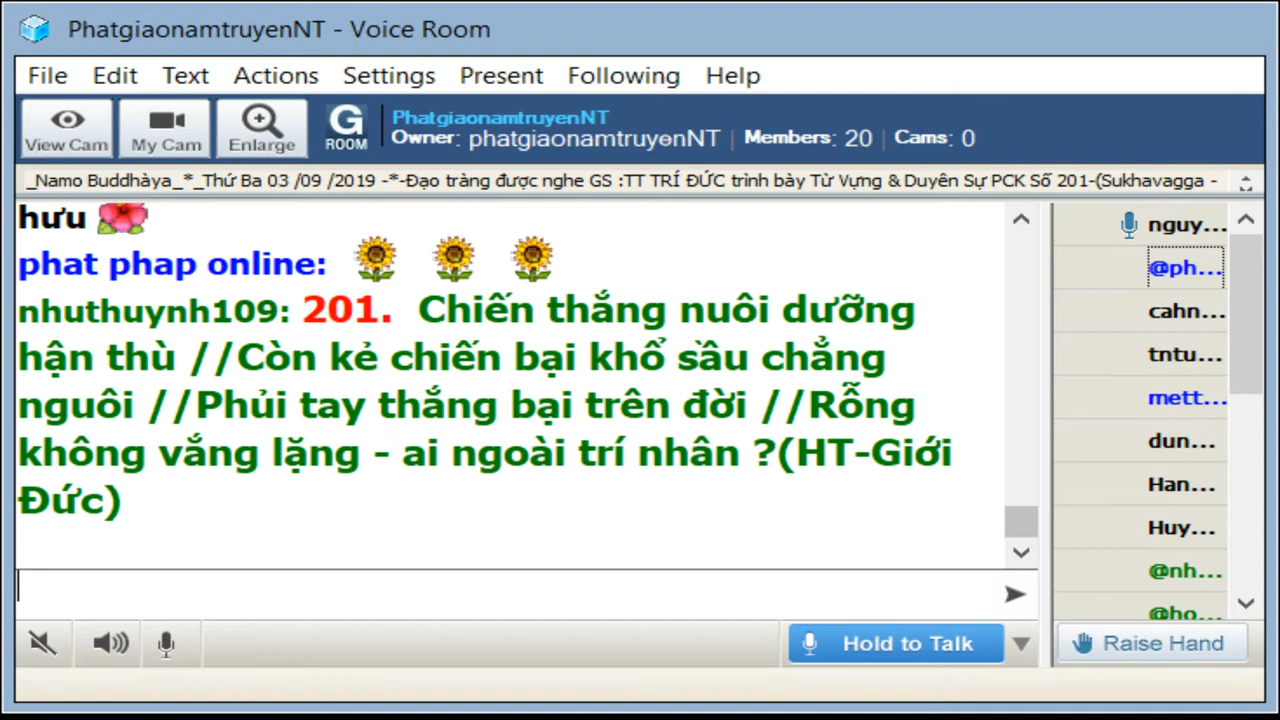 PhatgiaonamtruyenNT - Voice Room
File Edit Text Actions Settings Present Following Help
View Cam My Cam Enlarge G ROOM
PhatgiaonamtruyenNT
Owner: phatgiaonamtruyenNT | Members: 20 | Cams: 0
_Namo Buddhàya_*_Thứ Ba 03 /09 /2019 -*-Đạo tràng được nghe GS :TT TRÍ ĐỨC trình bày Từ Vựng & Duyên Sự PCK Số 201-(Sukhavagga -
hưu
phat phap online:
nhuthuynh109: 201. Chiến thắng nuôi dưỡng
hận thù //Còn kẻ chiến bại khổ sầu chẳng
nguôi //Phủi tay thắng bại trên đời //Rỗng
không vắng lặng - ai ngoài trí nhân ?(HT-Giới
Đức)
nguy...
@ph...
cahn...
tntu...
mett...
dun...
Han...
Huy...
@nh...
@ho...
Hold to Talk
Raise Hand